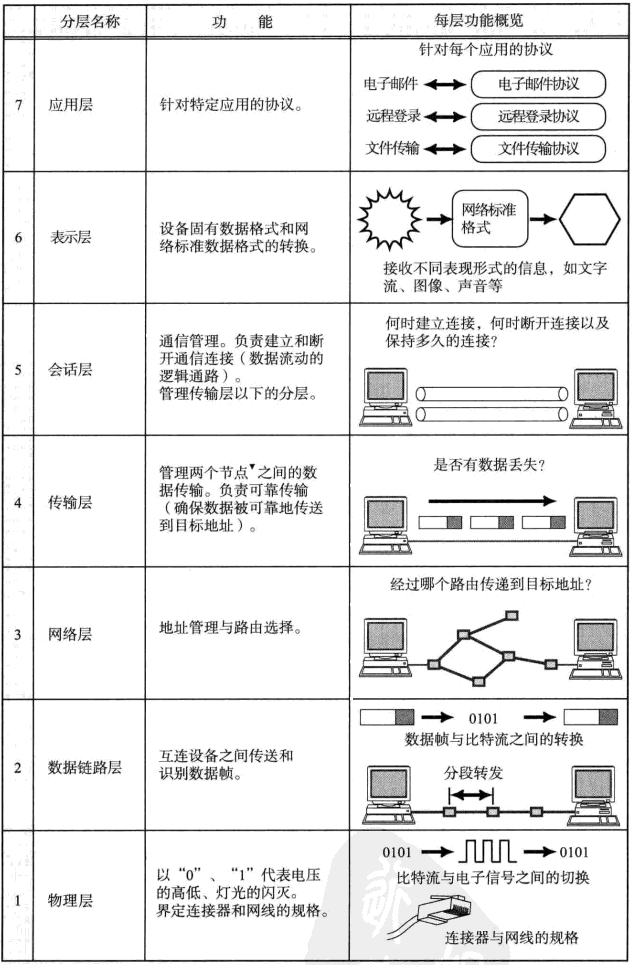 分层名称
功 能
每层功能概览
7
应用层
针对特定应用的协议。
针对每个应用的协议
电子邮件
电子邮件协议
远程登录
远程登录协议
文件传输
文件传输协议
6
表示层
设备固有数据格式和网
络标准数据格式的转换。
网络标准
格式
接收不同表现形式的信息，如文字
流、图像、声音等
5
会话层
通信管理。负责建立和断
开通信连接（数据流动的
逻辑通路）。
管理传输层以下的分层。
何时建立连接，何时断开连接以及
保持多久的连接？
4
传输层
管理两个节点▼之间的数
据传输。负责可靠传输
（确保数据被可靠地传送
到目标地址）。
是否有数据丢失？
3
网络层
地址管理与路由选择。
经过哪个路由传递到目标地址？
2
数据链路层
互连设备之间传送和
识别数据帧。
0101
数据帧与比特流之间的转换
分段转发
1
物理层
以“0”、“1”代表电压
的高低、灯光的闪灭。
界定连接器和网线的规格。
0101
0101
比特流与电子信号之间的切换
连接器与网线的规格